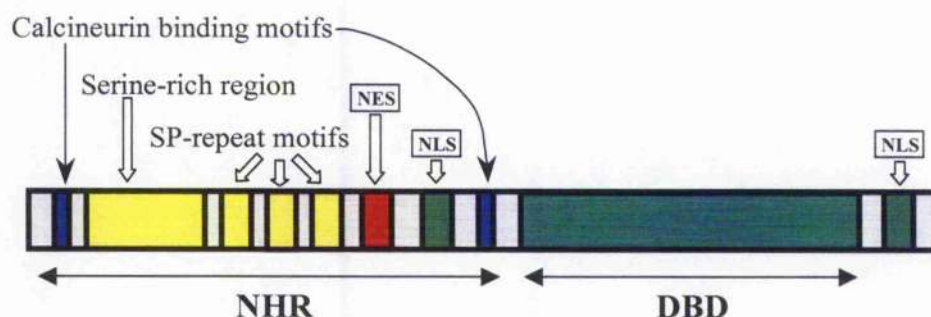 Calcineurin binding motifs
Serine-rich region
NES
SP-repeat motifs
NLS
NLS
NHR
DBD